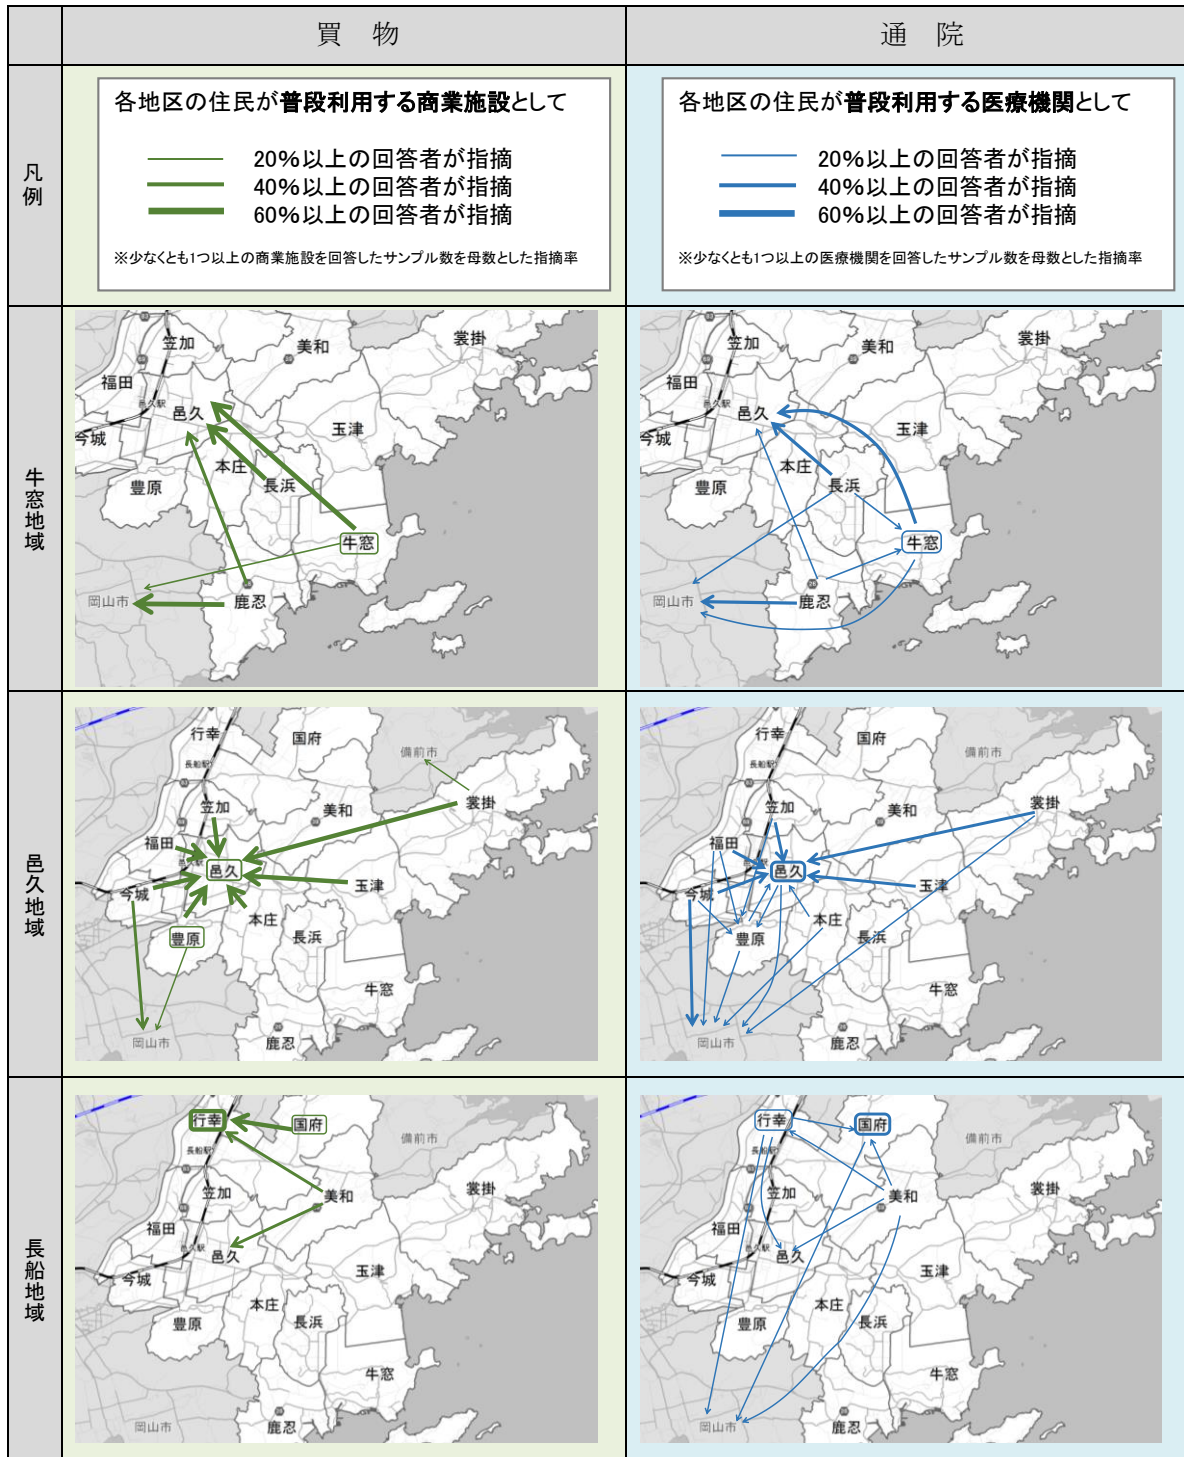 買 物
通 院
凡例
各地区の住民が普段利用する商業施設として
20%以上の回答者が指摘
40%以上の回答者が指摘
60%以上の回答者が指摘
※少なくとも1つ以上の商業施設を回答したサンプル数を母数とした指摘率
各地区の住民が普段利用する医療機関として
20%以上の回答者が指摘
40%以上の回答者が指摘
60%以上の回答者が指摘
※少なくとも1つ以上の医療機関を回答したサンプル数を母数とした指摘率
牛窓地域
笠加
美和
裳掛
福田
邑久駅
邑久
今城
玉津
本庄
豊原
長浜
牛窓
岡山市
鹿忍
笠加
美和
裳掛
福田
邑久駅
邑久
今城
玉津
本庄
豊原
長浜
牛窓
岡山市
鹿忍
邑久地域
行幸
国府
備前市
長船駅
笠加
美和
裳掛
福田
邑久駅
邑久
今城
玉津
本庄
豊原
長浜
牛窓
岡山市
鹿忍
行幸
国府
備前市
長船駅
笠加
美和
裳掛
福田
邑久駅
邑久
今城
玉津
本庄
豊原
長浜
牛窓
岡山市
鹿忍
長船地域
行幸
国府
備前市
長船駅
笠加
美和
裳掛
福田
邑久駅
邑久
今城
玉津
本庄
豊原
長浜
牛窓
岡山市
鹿忍
行幸
国府
備前市
長船駅
笠加
美和
裳掛
福田
邑久駅
邑久
今城
玉津
本庄
豊原
長浜
牛窓
岡山市
鹿忍